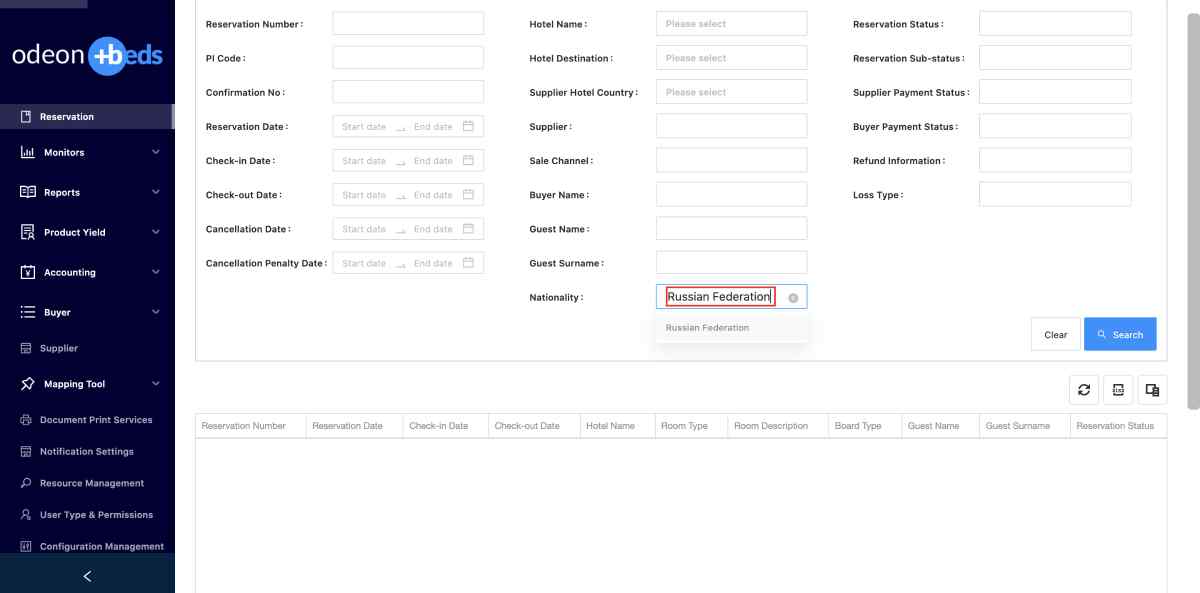 odeon +beds
Reservation
Monitors
Reports
Product Yield
Accounting
Buyer
Supplier
Mapping Tool
Document Print Services
Notification Settings
Resource Management
User Type & Permissions
Configuration Management
Reservation Number :
PI Code :
Confirmation No :
Reservation Date : Start date End date
Check-in Date : Start date End date
Check-out Date : Start date End date
Cancellation Date : Start date End date
Cancellation Penalty Date : Start date End date
Hotel Name : Please select
Hotel Destination : Please select
Supplier Hotel Country : Please select
Supplier :
Sale Channel :
Buyer Name :
Guest Name :
Guest Surname :
Nationality : Russian Federation
Russian Federation
Reservation Status :
Reservation Sub-status :
Supplier Payment Status :
Buyer Payment Status :
Refund Information :
Loss Type :
Clear Search
Reservation Number Reservation Date Check-in Date Check-out Date Hotel Name Room Type Room Description Board Type Guest Name Guest Surname Reservation Status